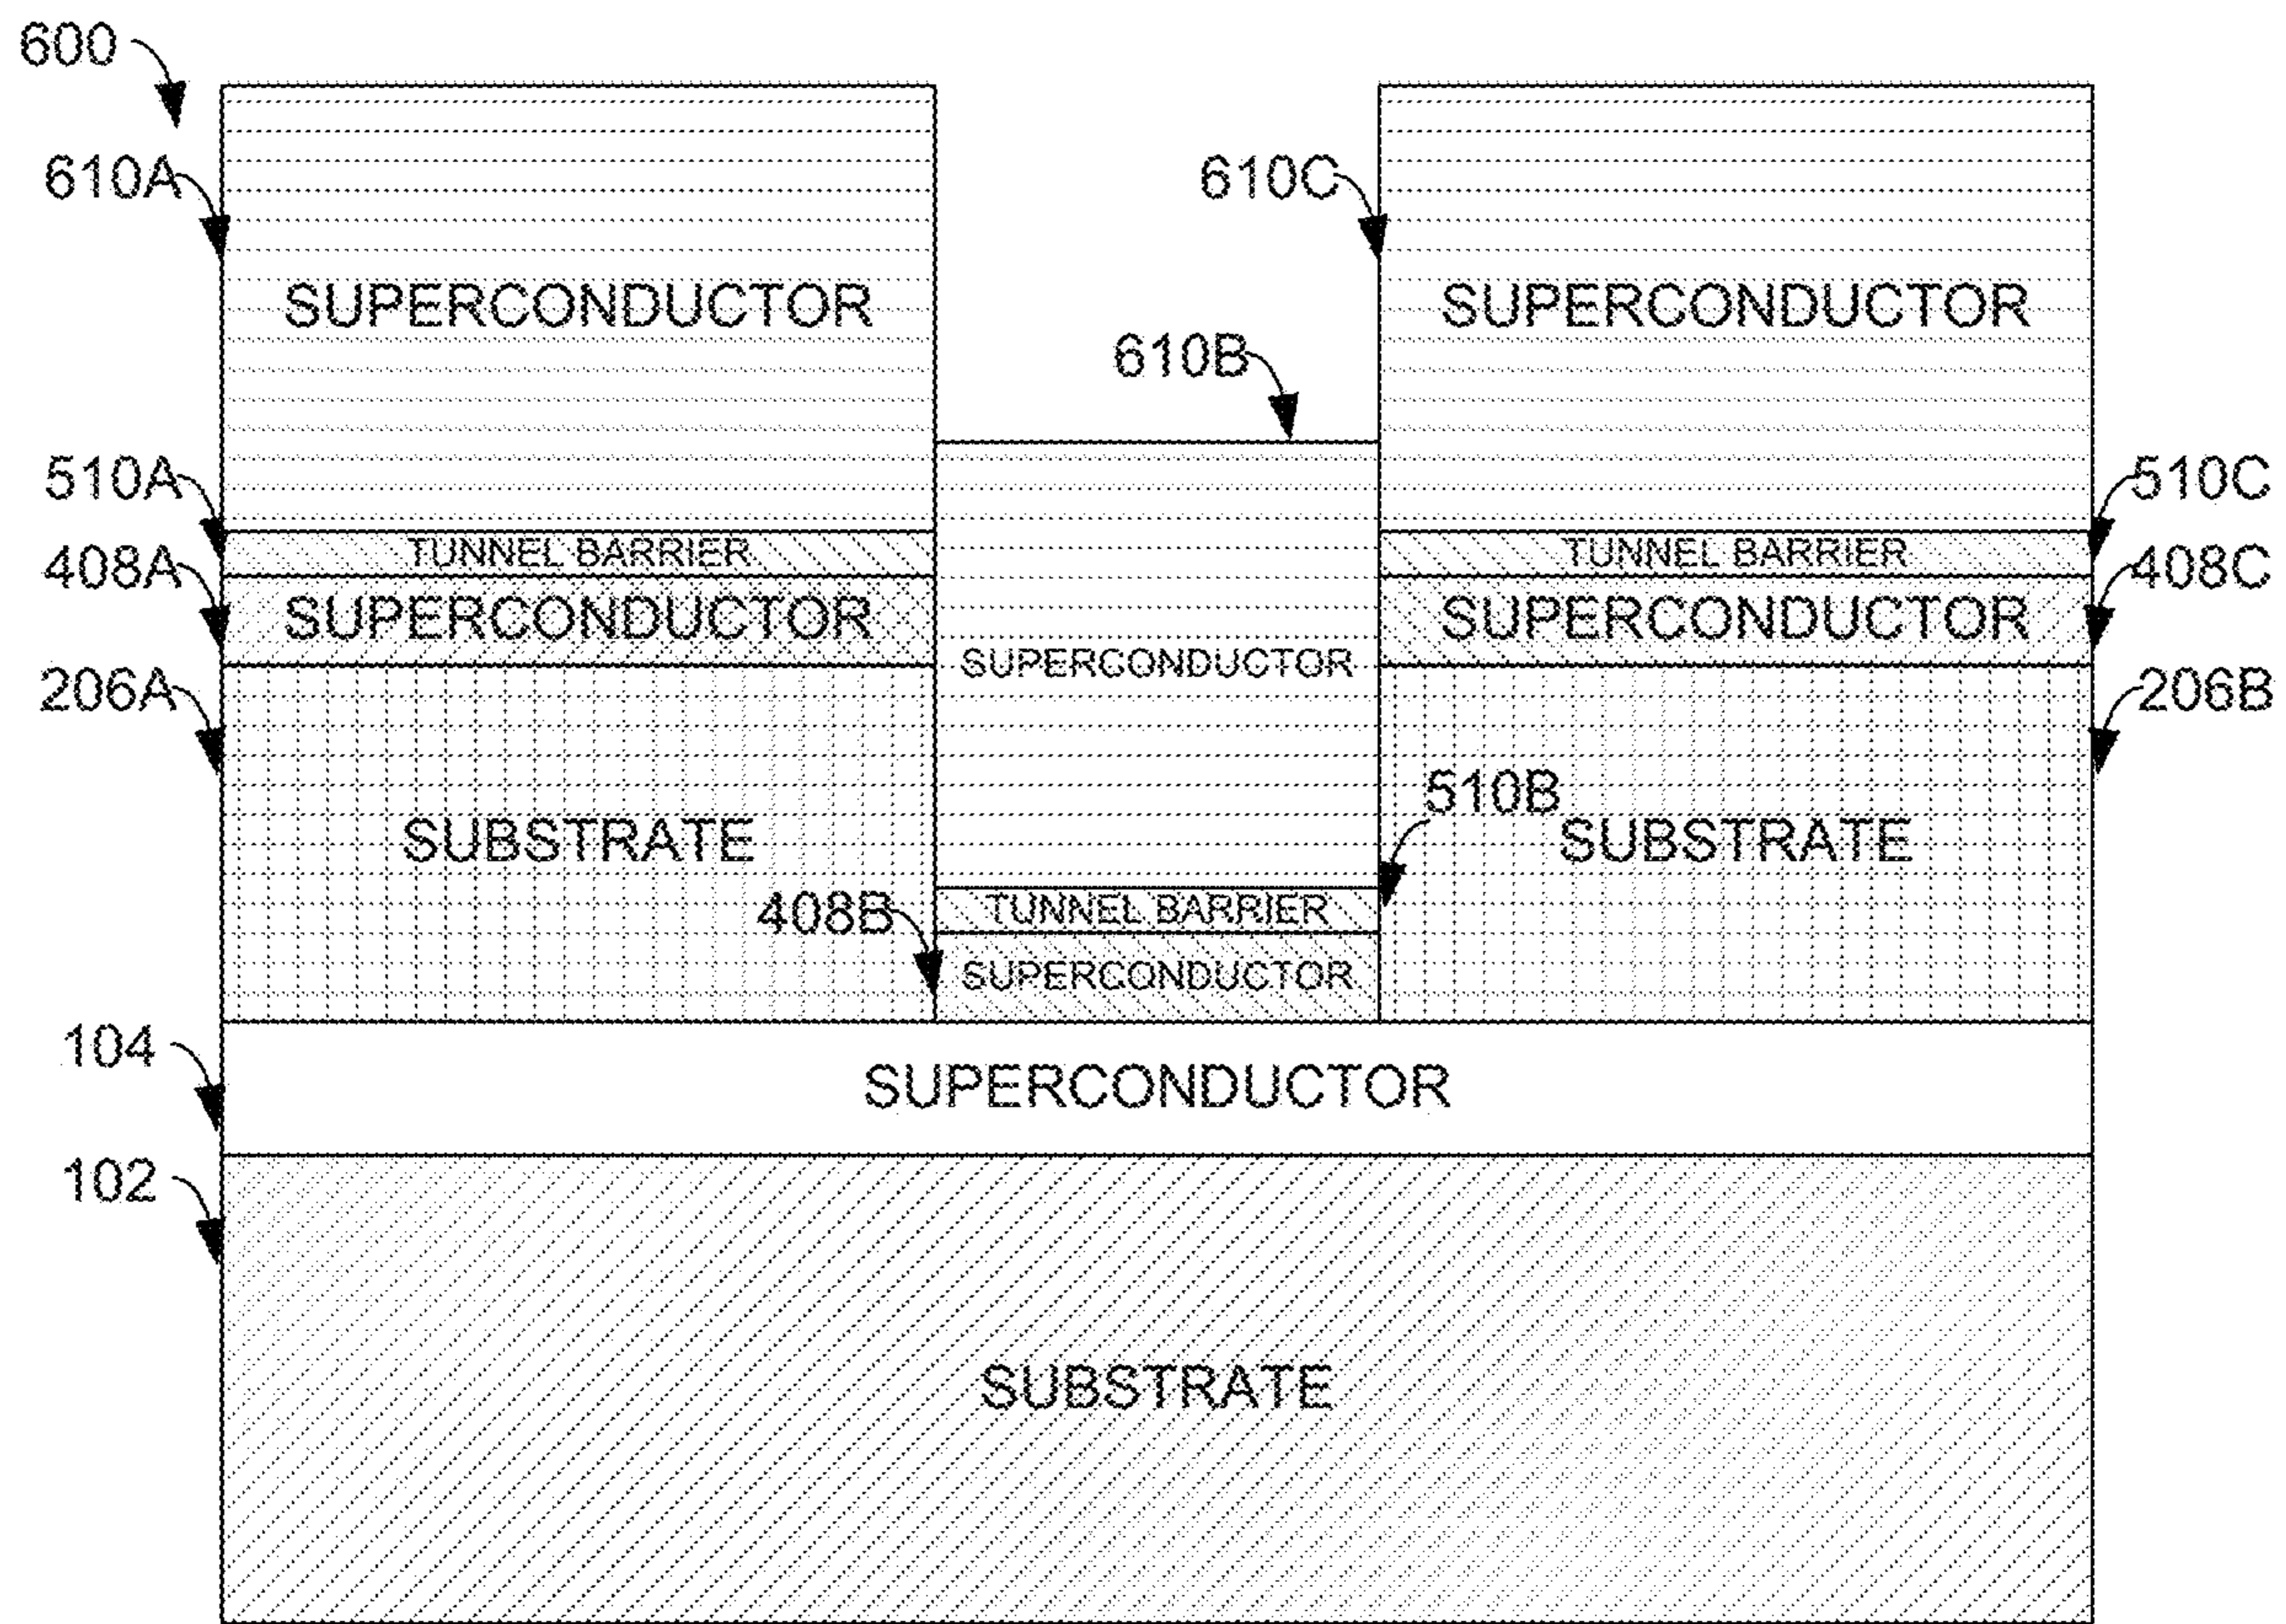 600
610A
610C
SUPERCONDUCTOR
SUPERCONDUCTOR
610B
510A
510C
TUNNEL BARRIER
TUNNEL BARRIER
408A
408C
SUPERCONDUCTOR
SUPERCONDUCTOR
SUPERCONDUCTOR
206A
206B
510B
SUBSTRATE
SUBSTRATE
408B
TUNNEL BARRIER
SUPERCONDUCTOR
104
SUPERCONDUCTOR
102
SUBSTRATE